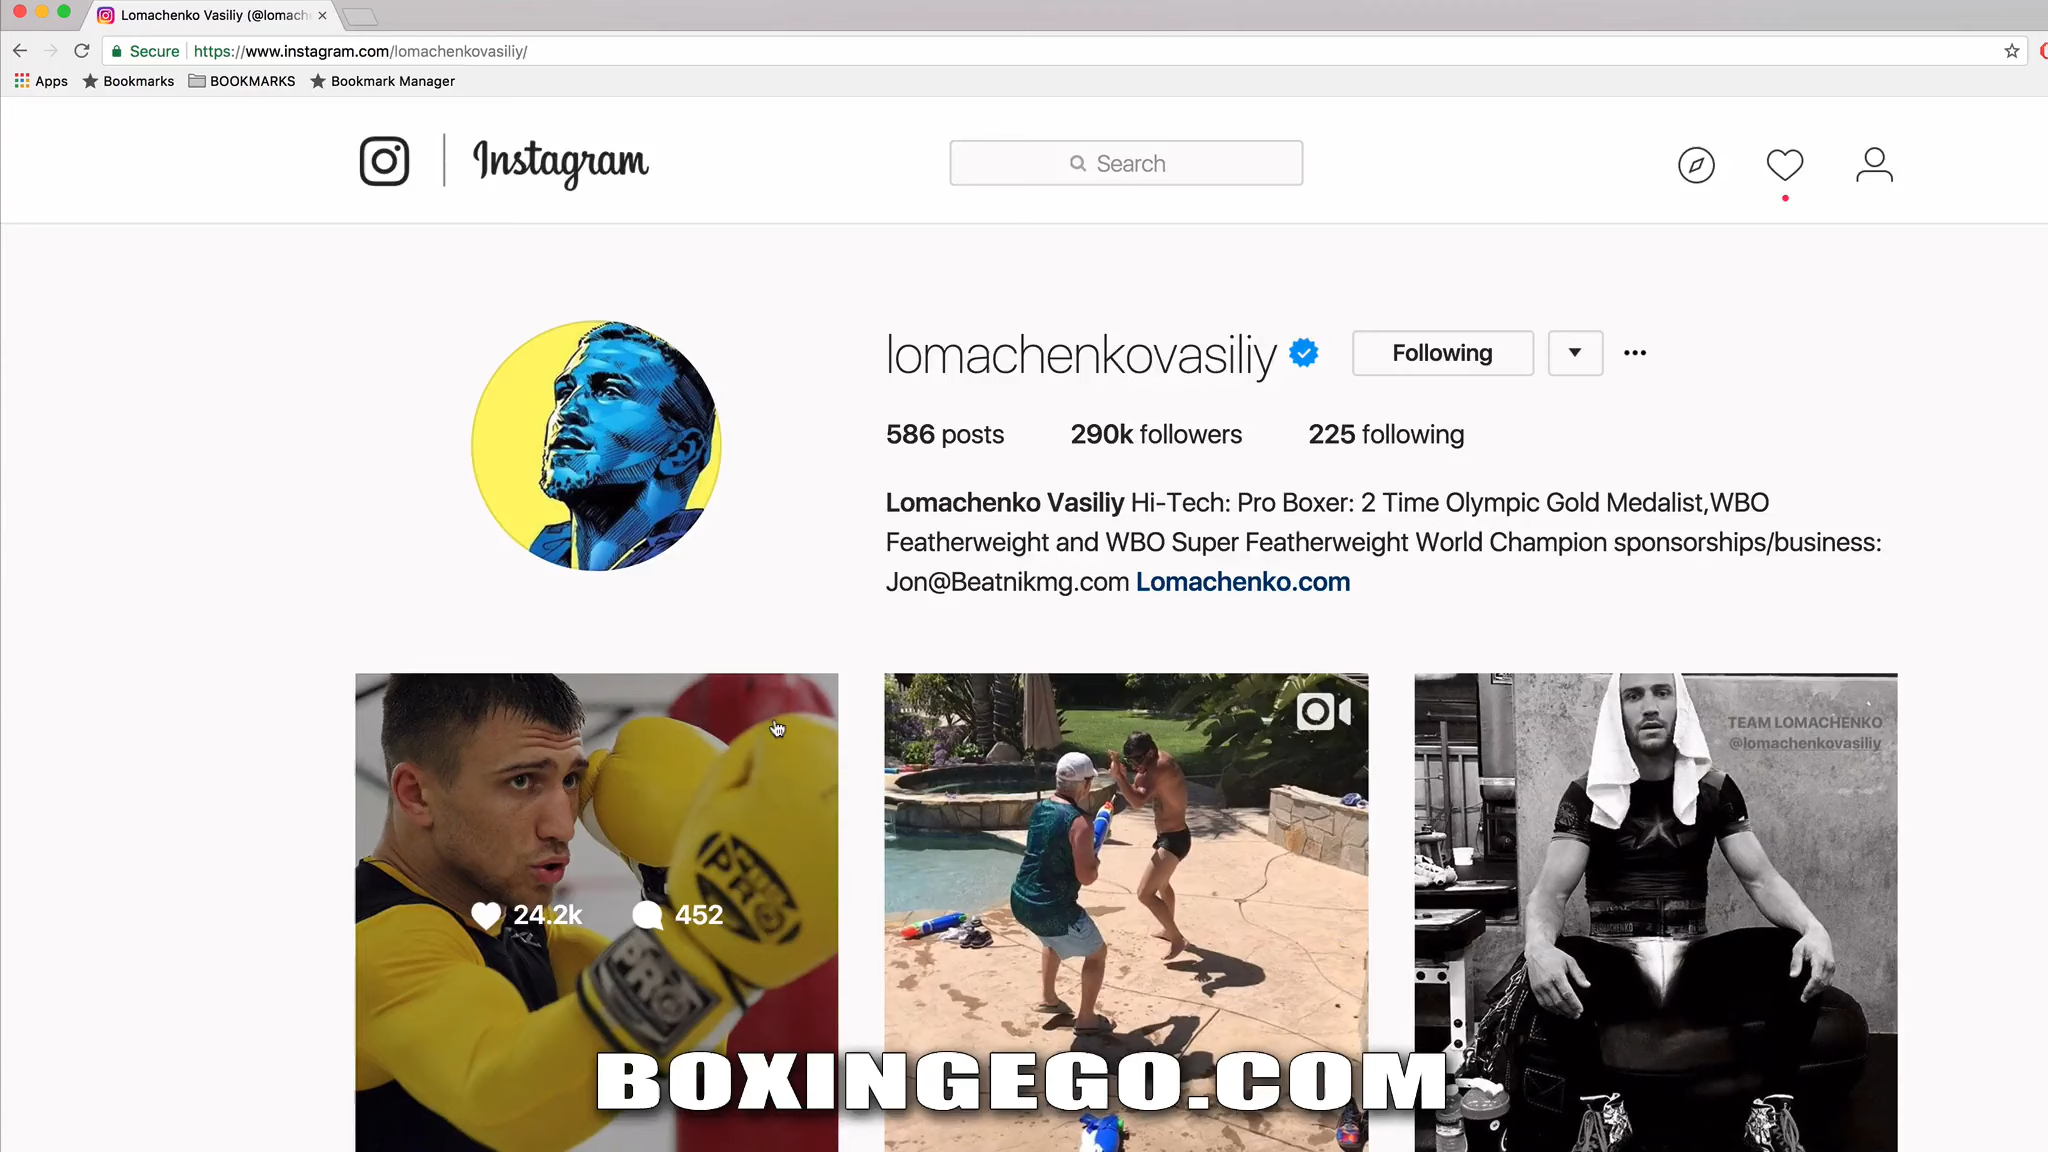 Lomachenko Vasiliy (@lomach
Secure https://www.instagram.com/lomachenkovasiliy/
Apps Bookmarks BOOKMARKS Bookmark Manager
Instagram
Search
lomachenkovasiliy
Following
586 posts 290k followers 225 following
Lomachenko Vasiliy Hi-Tech: Pro Boxer: 2 Time Olympic Gold Medalist,WBO
Featherweight and WBO Super Featherweight World Champion sponsorships/business:
Jon@Beatnikmg.com Lomachenko.com
TEAM LOMACHENKO
@lomachenkovasiliy
24.2k 452
PRO
PRO
BOXINGEGO.COM